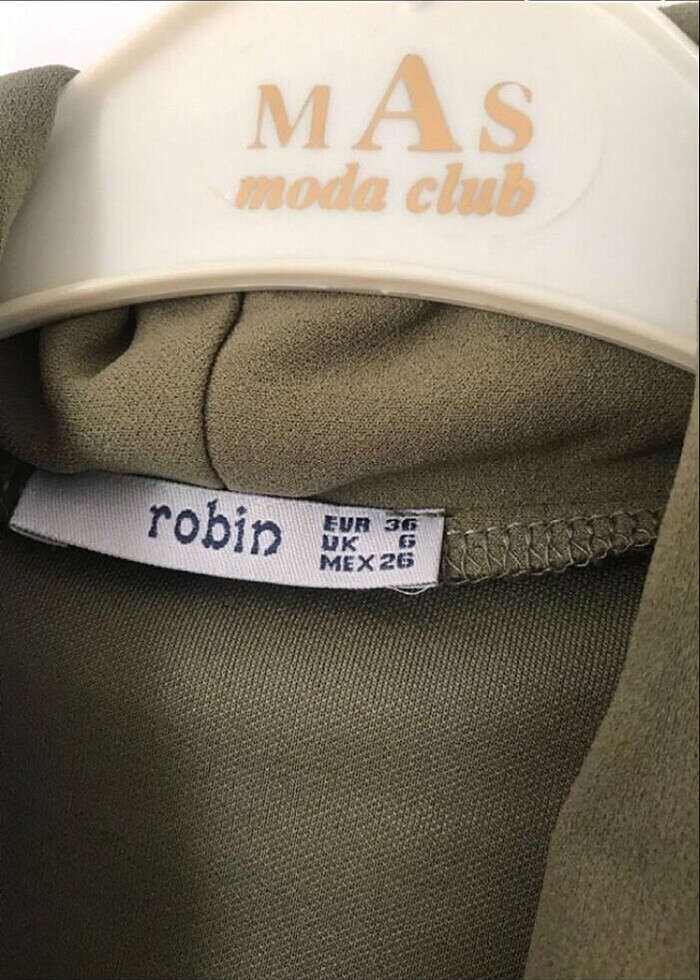 MAS
moda club
robin
EUR 36
UK 6
MEX 26